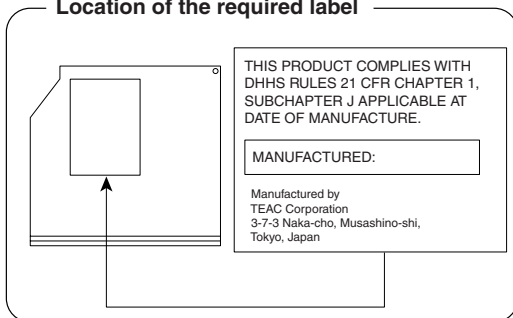 Location of the required label
THIS PRODUCT COMPLIES WITH
DHHS RULES 21 CFR CHAPTER 1,
SUBCHAPTER J APPLICABLE AT
DATE OF MANUFACTURE.
MANUFACTURED:
Manufactured by
TEAC Corporation
3-7-3 Naka-cho, Musashino-shi,
Tokyo, Japan